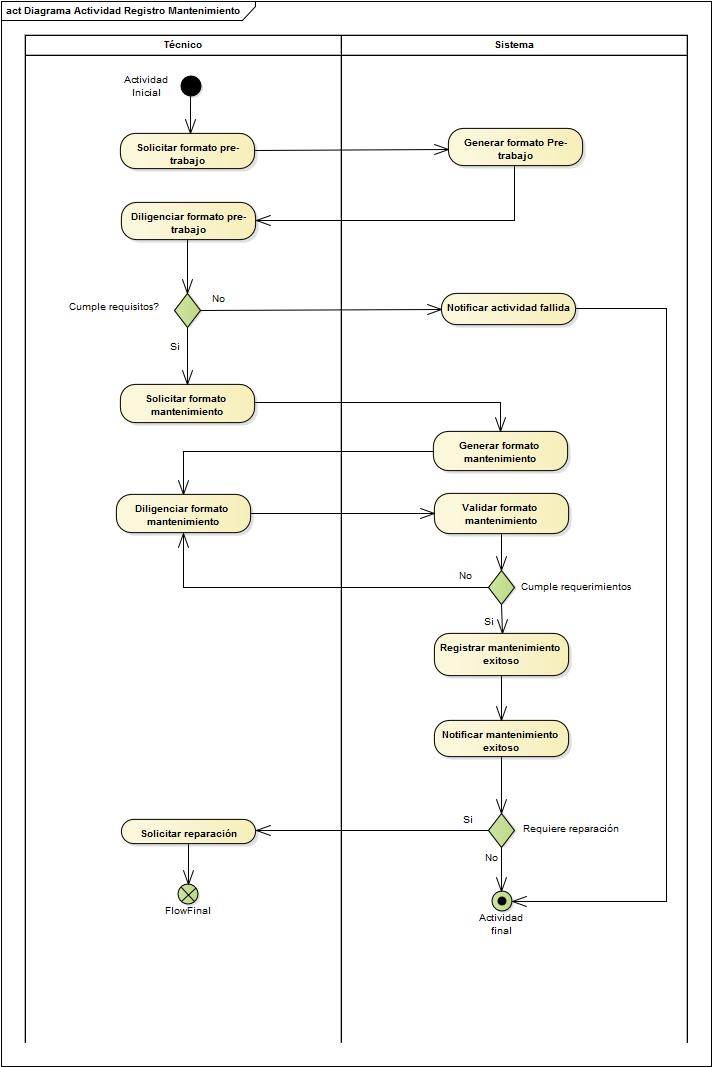 act Diagrama Actividad Registro Mantenimiento
Técnico
Sistema
Actividad
Inicial
Solicitar formato pre-
trabajo
Generar formato Pre-
trabajo
Diligenciar formato pre-
trabajo
Cumple requisitos?
No
Notificar actividad fallida
Si
Solicitar formato
mantenimiento
Generar formato
mantenimiento
Diligenciar formato
mantenimiento
Validar formato
mantenimiento
No
Cumple requerimientos
Si
Registrar mantenimiento
exitoso
Notificar mantenimiento
exitoso
Si
Requiere reparación
Solicitar reparación
No
FlowFinal
Actividad
final